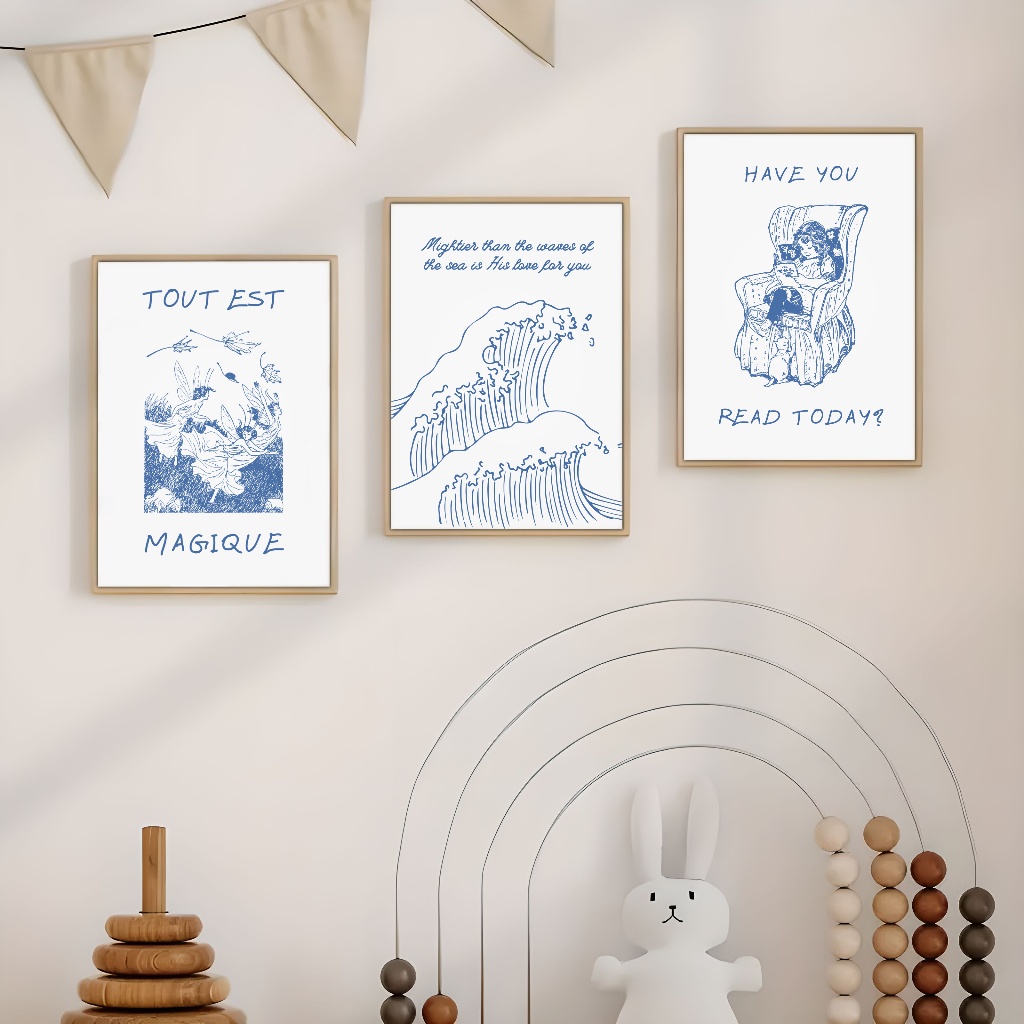 TOUT EST
MAGIQUE
Mightier than the waves of
the sea is His love for you
HAVE YOU
READ TODAY?